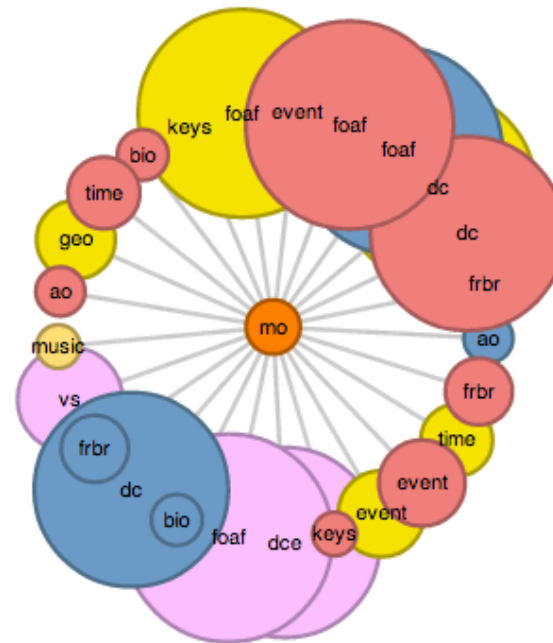 foaf
event
keys
foaf
foaf
bio
time
dc
geo
dc
frbr
ao
mo
music
ao
vs
frbr
time
frbr
event
dc
event
bio
foaf
dce
keys